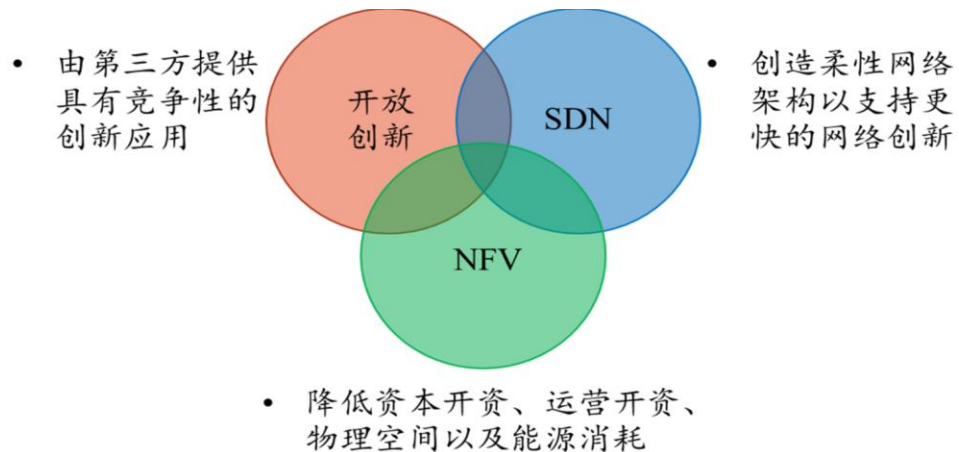 • 由第三方提供
具有竞争性的
创新应用
开放
创新
SDN
• 创造柔性网络
架构以支持更
快的网络创新
NFV
• 降低资本开资、运营开资、
物理空间以及能源消耗